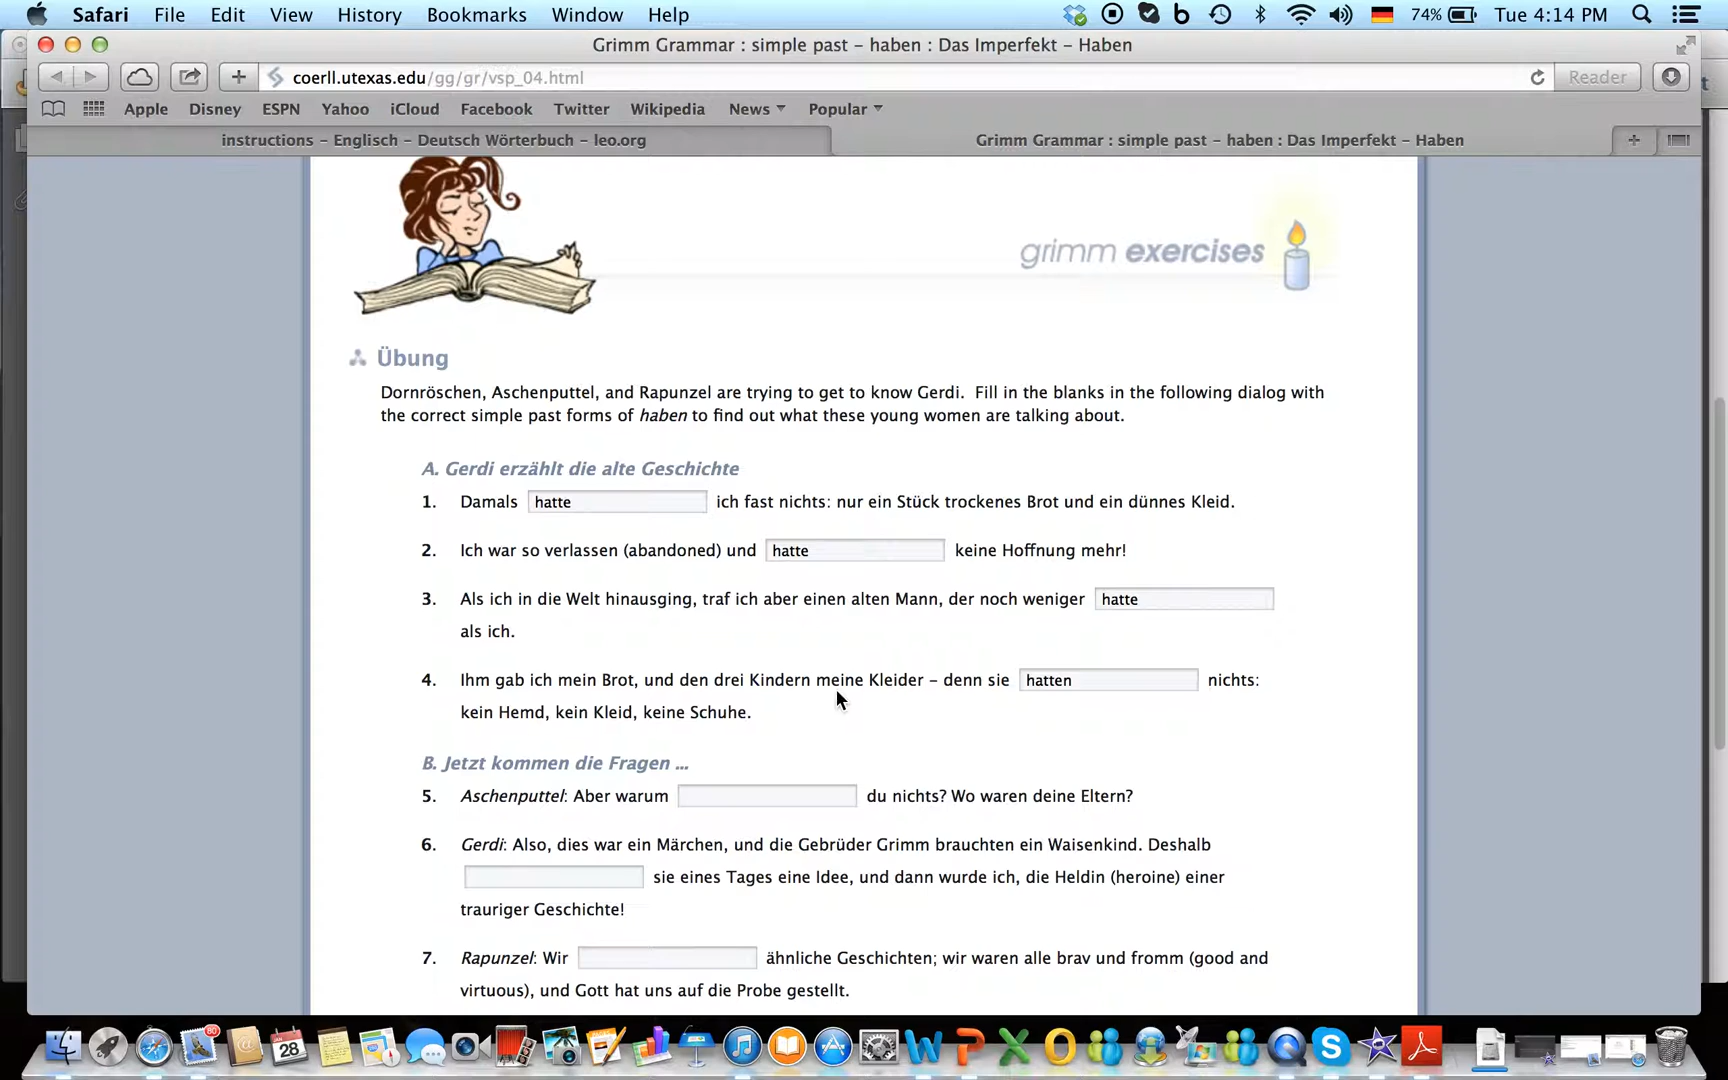 Safari File Edit View History Bookmarks Window Help 74% Tue 4:14 PM
Grimm Grammar : simple past – haben : Das Imperfekt – Haben
coerll.utexas.edu/gg/gr/vsp_04.html Reader
Apple Disney ESPN Yahoo iCloud Facebook Twitter Wikipedia News Popular
instructions – Englisch – Deutsch Wörterbuch – leo.org Grimm Grammar : simple past – haben : Das Imperfekt – Haben
grimm exercises
Übung
Dornröschen, Aschenputtel, and Rapunzel are trying to get to know Gerdi. Fill in the blanks in the following dialog with
the correct simple past forms of haben to find out what these young women are talking about.
A. Gerdi erzählt die alte Geschichte
1. Damals hatte ich fast nichts: nur ein Stück trockenes Brot und ein dünnes Kleid.
2. Ich war so verlassen (abandoned) und hatte keine Hoffnung mehr!
3. Als ich in die Welt hinausging, traf ich aber einen alten Mann, der noch weniger hatte
als ich.
4. Ihm gab ich mein Brot, und den drei Kindern meine Kleider – denn sie hatten nichts:
kein Hemd, kein Kleid, keine Schuhe.
B. Jetzt kommen die Fragen ...
5. Aschenputtel: Aber warum du nichts? Wo waren deine Eltern?
6. Gerdi: Also, dies war ein Märchen, und die Gebrüder Grimm brauchten ein Waisenkind. Deshalb
sie eines Tages eine Idee, und dann wurde ich, die Heldin (heroine) einer
trauriger Geschichte!
7. Rapunzel: Wir ähnliche Geschichten; wir waren alle brav und fromm (good and
virtuous), und Gott hat uns auf die Probe gestellt.
80
28